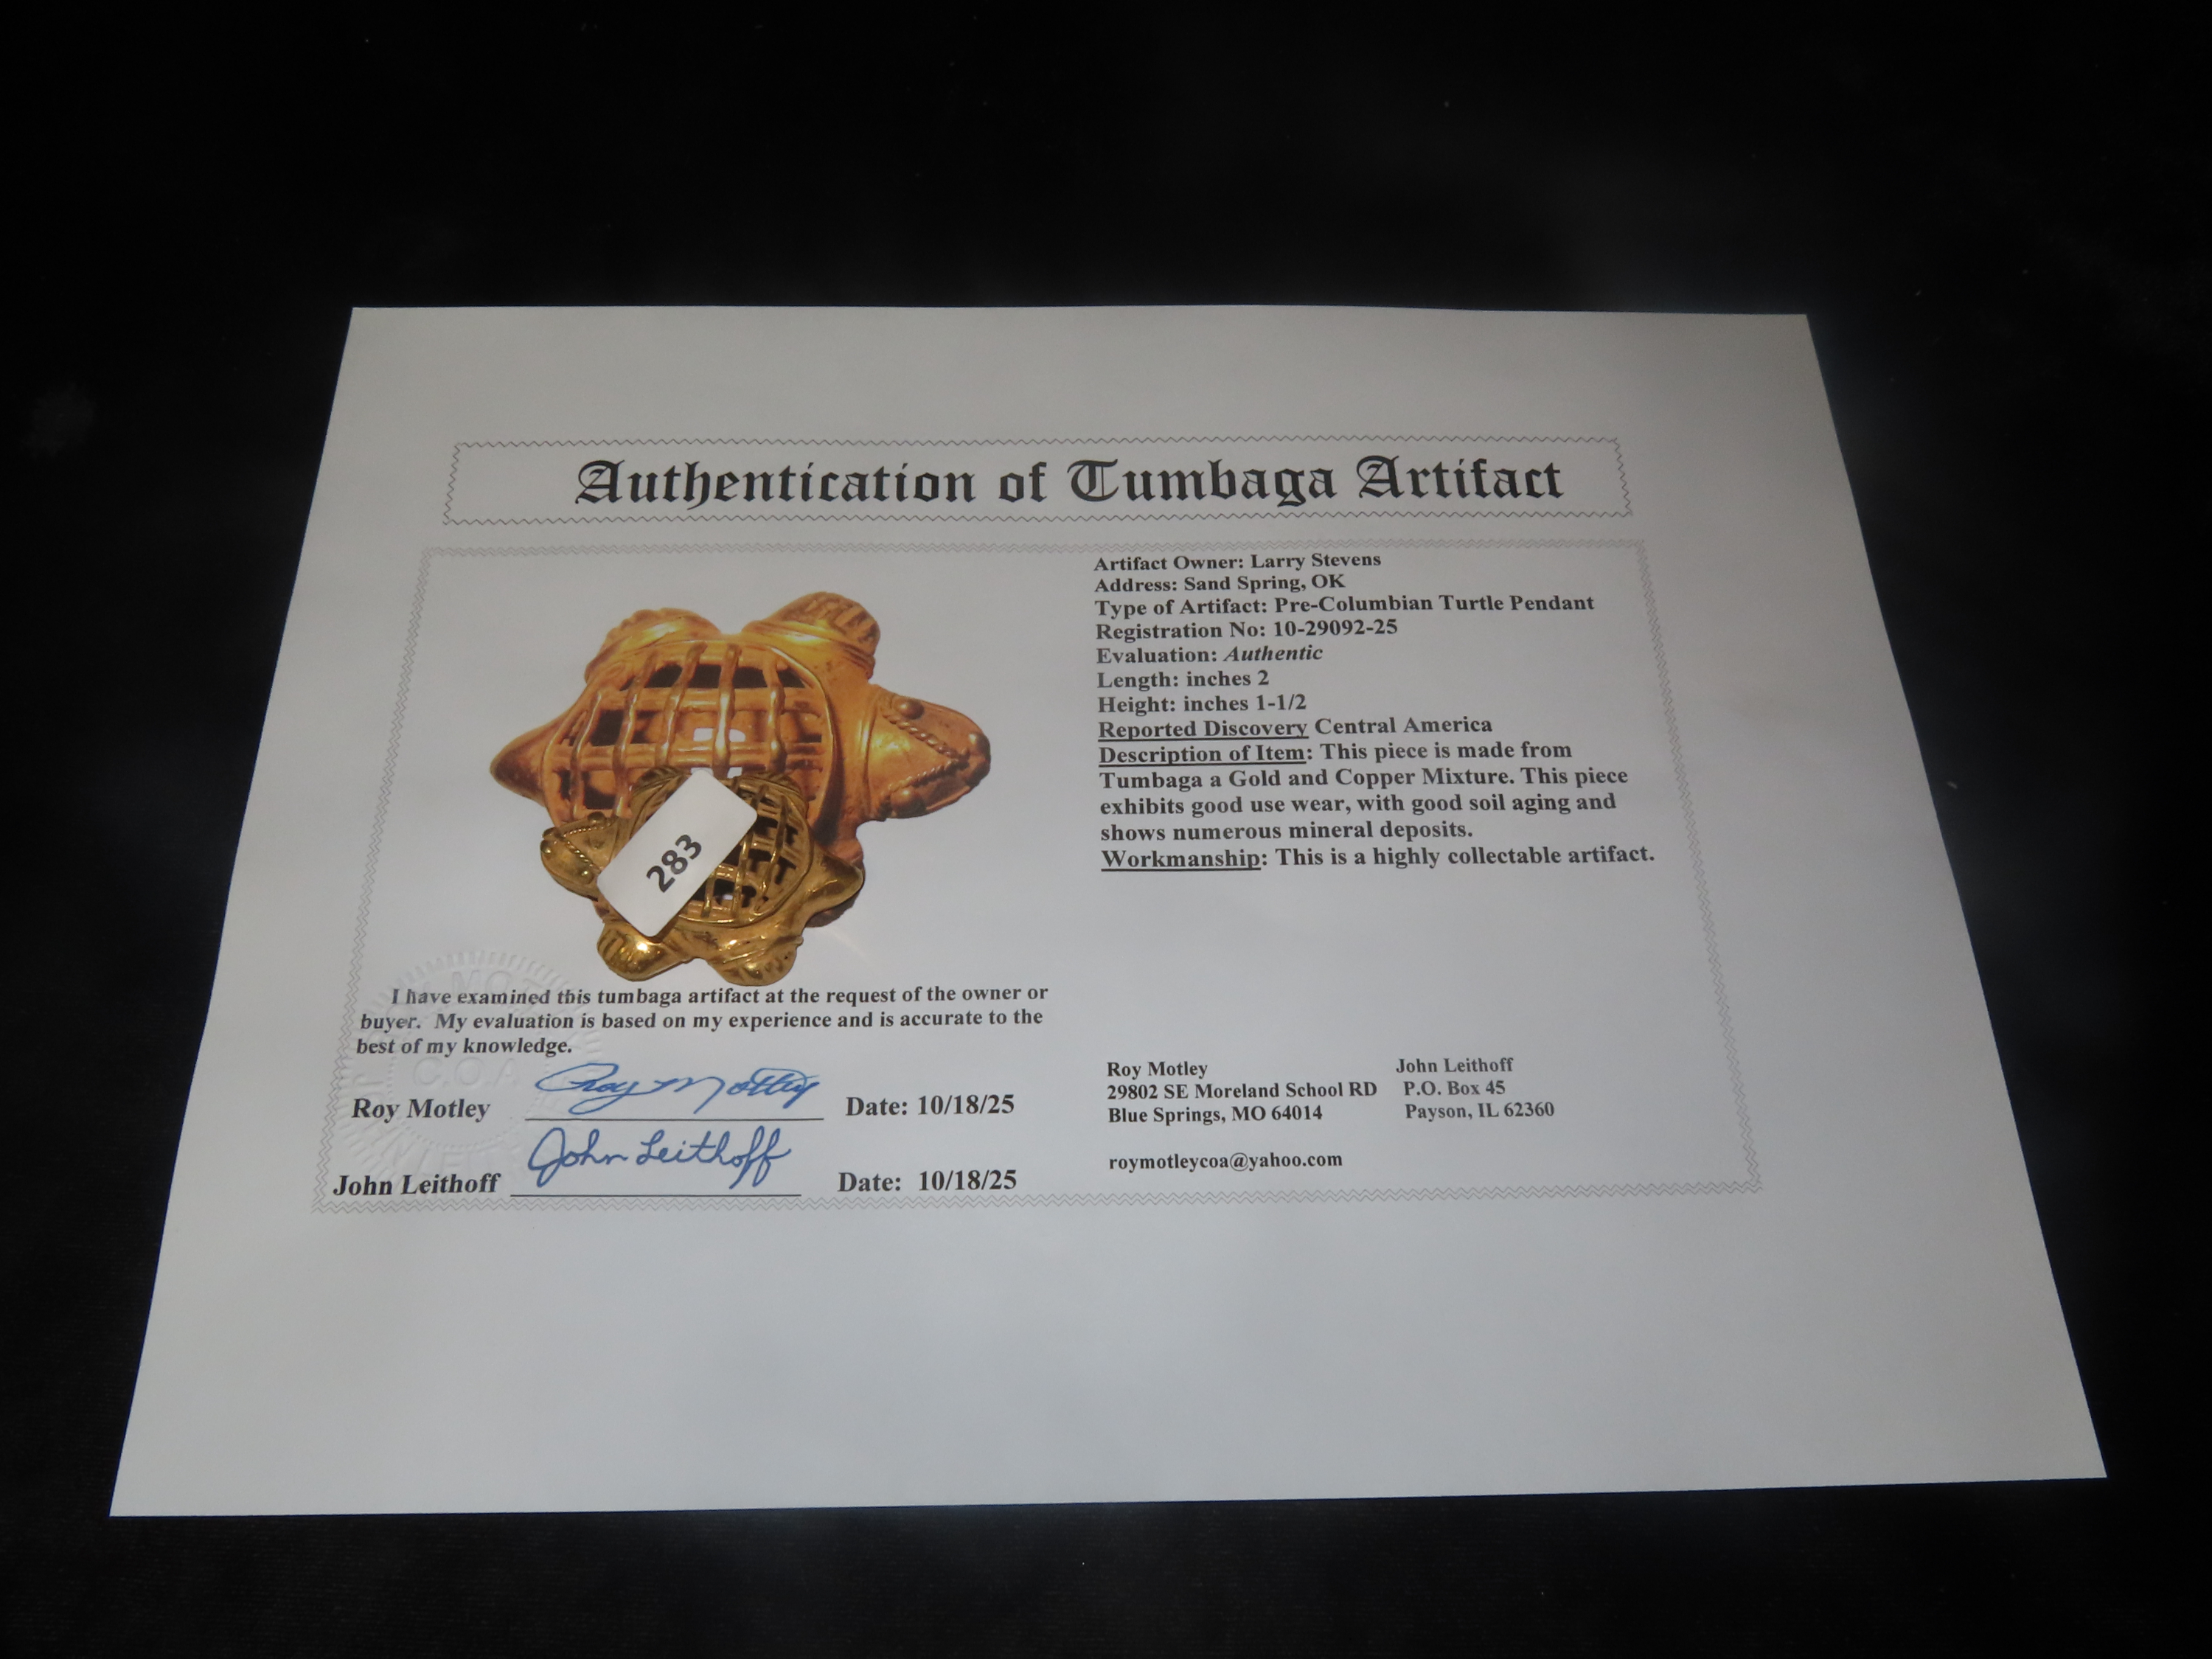 Authentication of Tumbaga Artifact
Artifact Owner: Larry Stevens
Address: Sand Spring, OK
Type of Artifact: Pre-Columbian Turtle Pendant
Registration No: 10-29092-25
Evaluation: Authentic
Length: inches 2
Height: inches 1-1/2
Reported Discovery Central America
Description of Item: This piece is made from
Tumbaga a Gold and Copper Mixture. This piece
exhibits good use wear, with good soil aging and
shows numerous mineral deposits.
Workmanship: This is a highly collectable artifact.
283
I have examined this tumbaga artifact at the request of the owner or
buyer. My evaluation is based on my experience and is accurate to the
best of my knowledge.
C.O.A
Roy Motley Roy Motley Date: 10/18/25
John Leithoff John Leithoff Date: 10/18/25
Roy Motley
29802 SE Moreland School RD
Blue Springs, MO 64014
roymotleycoa@yahoo.com
John Leithoff
P.O. Box 45
Payson, IL 62360